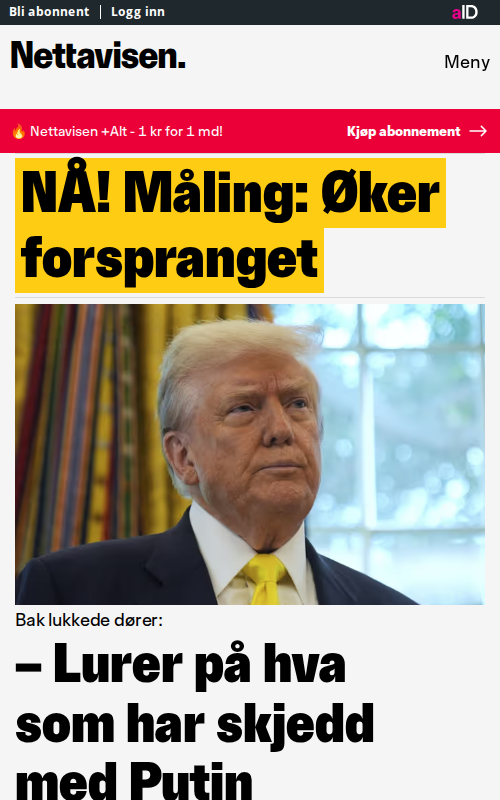 Bli abonnent | Logg inn
aID
Nettavisen.
Meny
🔥 Nettavisen +Alt - 1 kr for 1 md!
Kjøp abonnement →
NÅ! Måling: Øker
forspranget
Bak lukkede dører:
– Lurer på hva
som har skjedd
med Putin